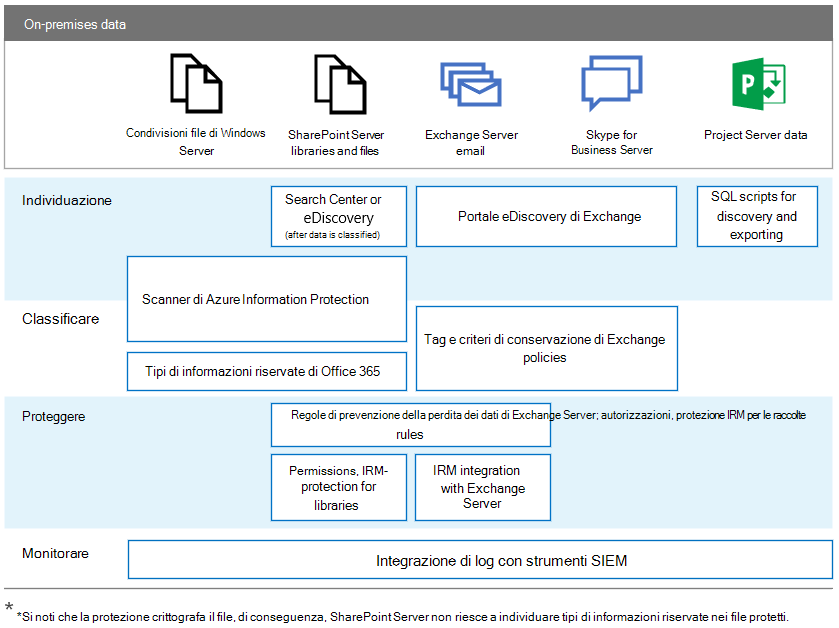 On-premises data
Condivisioni file di Windows
Server
SharePoint Server
libraries and files
Exchange Server
email
Skype for
Business Server
P
Project Server data
Individuazione
Search Center or
eDiscovery
(after data is classified)
Portale eDiscovery di Exchange
SQL scripts for
discovery and
exporting
Scanner di Azure Information Protection
Classificare
Tag e criteri di conservazione di Exchange
policies
Tipi di informazioni riservate di Office 365
Proteggere
Regole di prevenzione della perdita dei dati di Exchange Server; autorizzazioni, protezione IRM per le raccolte
rules
Permissions, IRM-
protection for
libraries
IRM integration
with Exchange
Server
Monitorare
Integrazione di log con strumenti SIEM
* *Si noti che la protezione crittografa il file, di conseguenza, SharePoint Server non riesce a individuare tipi di informazioni riservate nei file protetti.